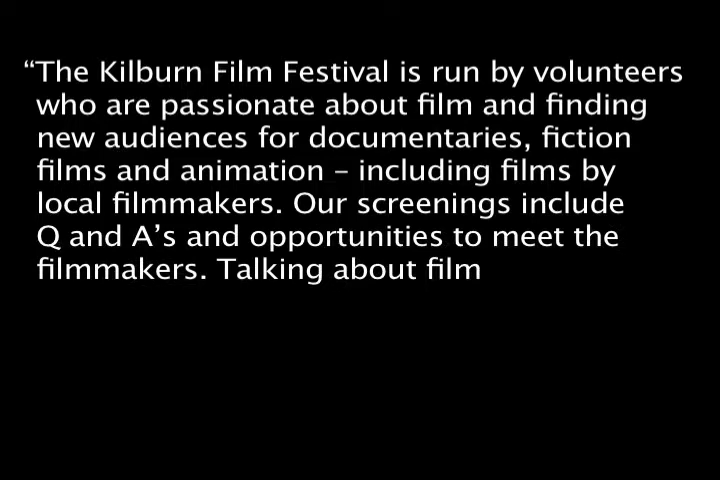 “The Kilburn Film Festival is run by volunteers
who are passionate about film and finding
new audiences for documentaries, fiction
films and animation – including films by
local filmmakers. Our screenings include
Q and A’s and opportunities to meet the
filmmakers. Talking about film